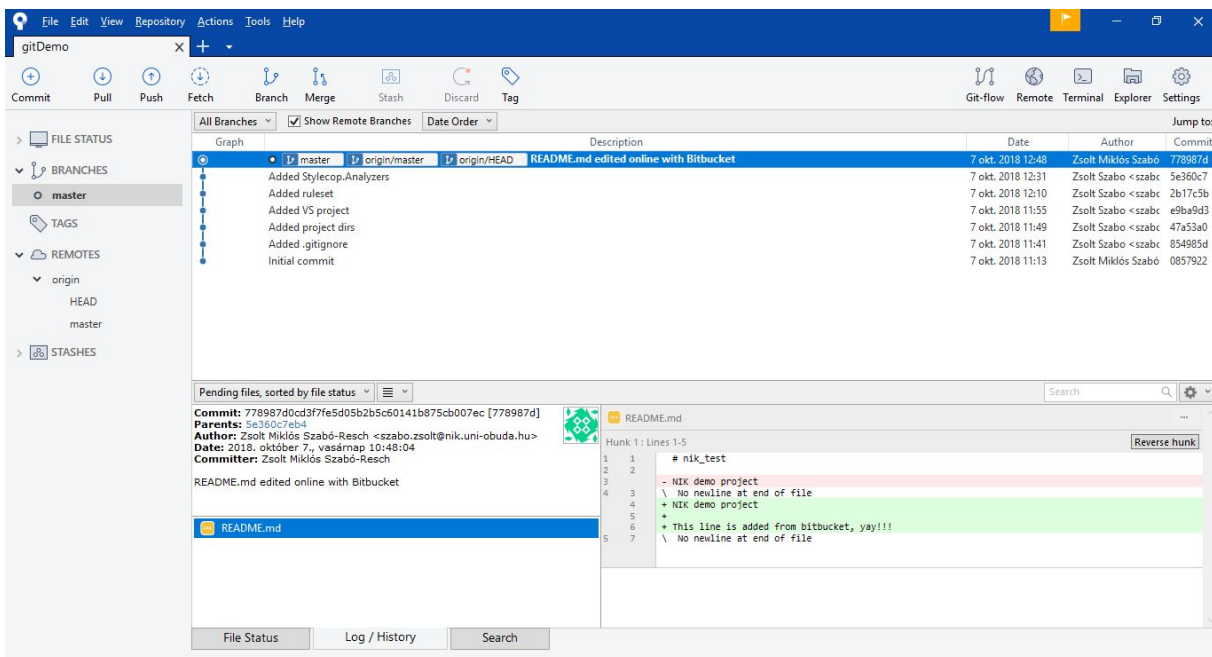 File Edit View Repository Actions Tools Help
gitDemo
Commit Pull Push Fetch Branch Merge Stash Discard Tag Git-flow Remote Terminal Explorer Settings
All Branches Show Remote Branches Date Order Jump to:
Graph Description Date Author Commit
master origin/master origin/HEAD README.md edited online with Bitbucket 7 okt. 2018 12:48 Zsolt Miklós Szabó 778987d
Added Stylecop.Analyzers 7 okt. 2018 12:31 Zsolt Szabo <szabc 5e360c7
Added ruleset 7 okt. 2018 12:10 Zsolt Szabo <szabc 2b17c5b
Added VS project 7 okt. 2018 11:55 Zsolt Szabo <szabc e9ba9d3
Added project dirs 7 okt. 2018 11:49 Zsolt Szabo <szabc 47a53a0
Added .gitignore 7 okt. 2018 11:41 Zsolt Szabo <szabc 854985d
Initial commit 7 okt. 2018 11:13 Zsolt Miklós Szabó 0857922
FILE STATUS
BRANCHES
master
TAGS
REMOTES
origin
HEAD
master
STASHES
Pending files, sorted by file status Search
Commit: 778987d0cd3f7fe5d05b2b5c60141b875cb007ec [778987d]
Parents: 5e360c7eb4
Author: Zsolt Miklós Szabó-Resch <szabo.zsolt@nik.uni-obuda.hu>
Date: 2018. október 7., vasárnap 10:48:04
Committer: Zsolt Miklós Szabó-Resch
README.md edited online with Bitbucket
README.md
README.md
Hunk 1 : Lines 1-5 Reverse hunk
1 1 # nik_test
2 2
3 - NIK demo project
4 3 \ No newline at end of file
4 + NIK demo project
5 +
6 + This line is added from bitbucket, yay!!!
5 7 \ No newline at end of file
File Status Log / History Search